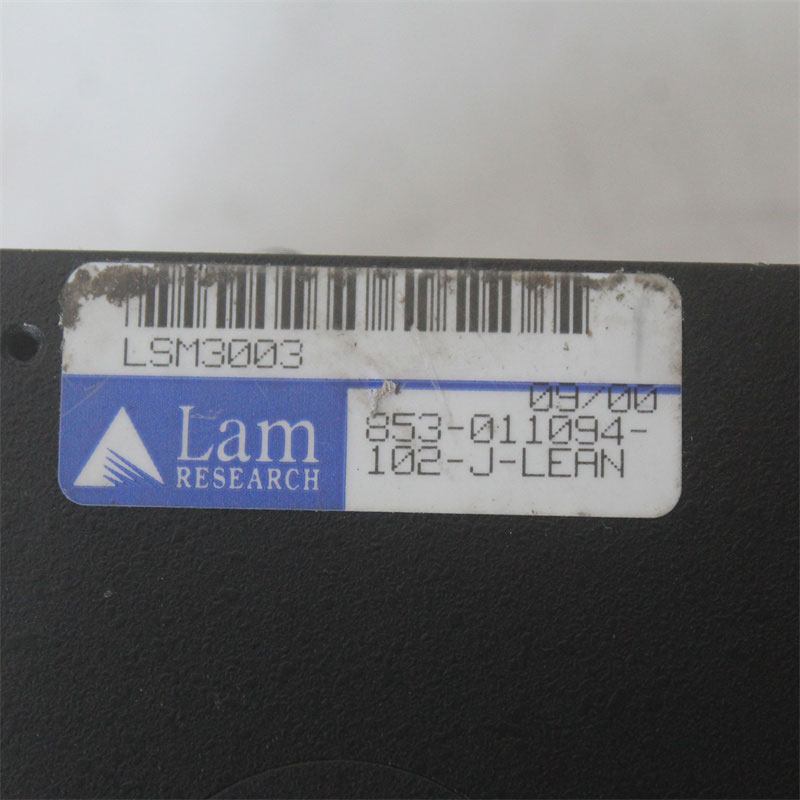 LSM3003
09/00
Lam
RESEARCH
853-011094-
102-J-LEAN